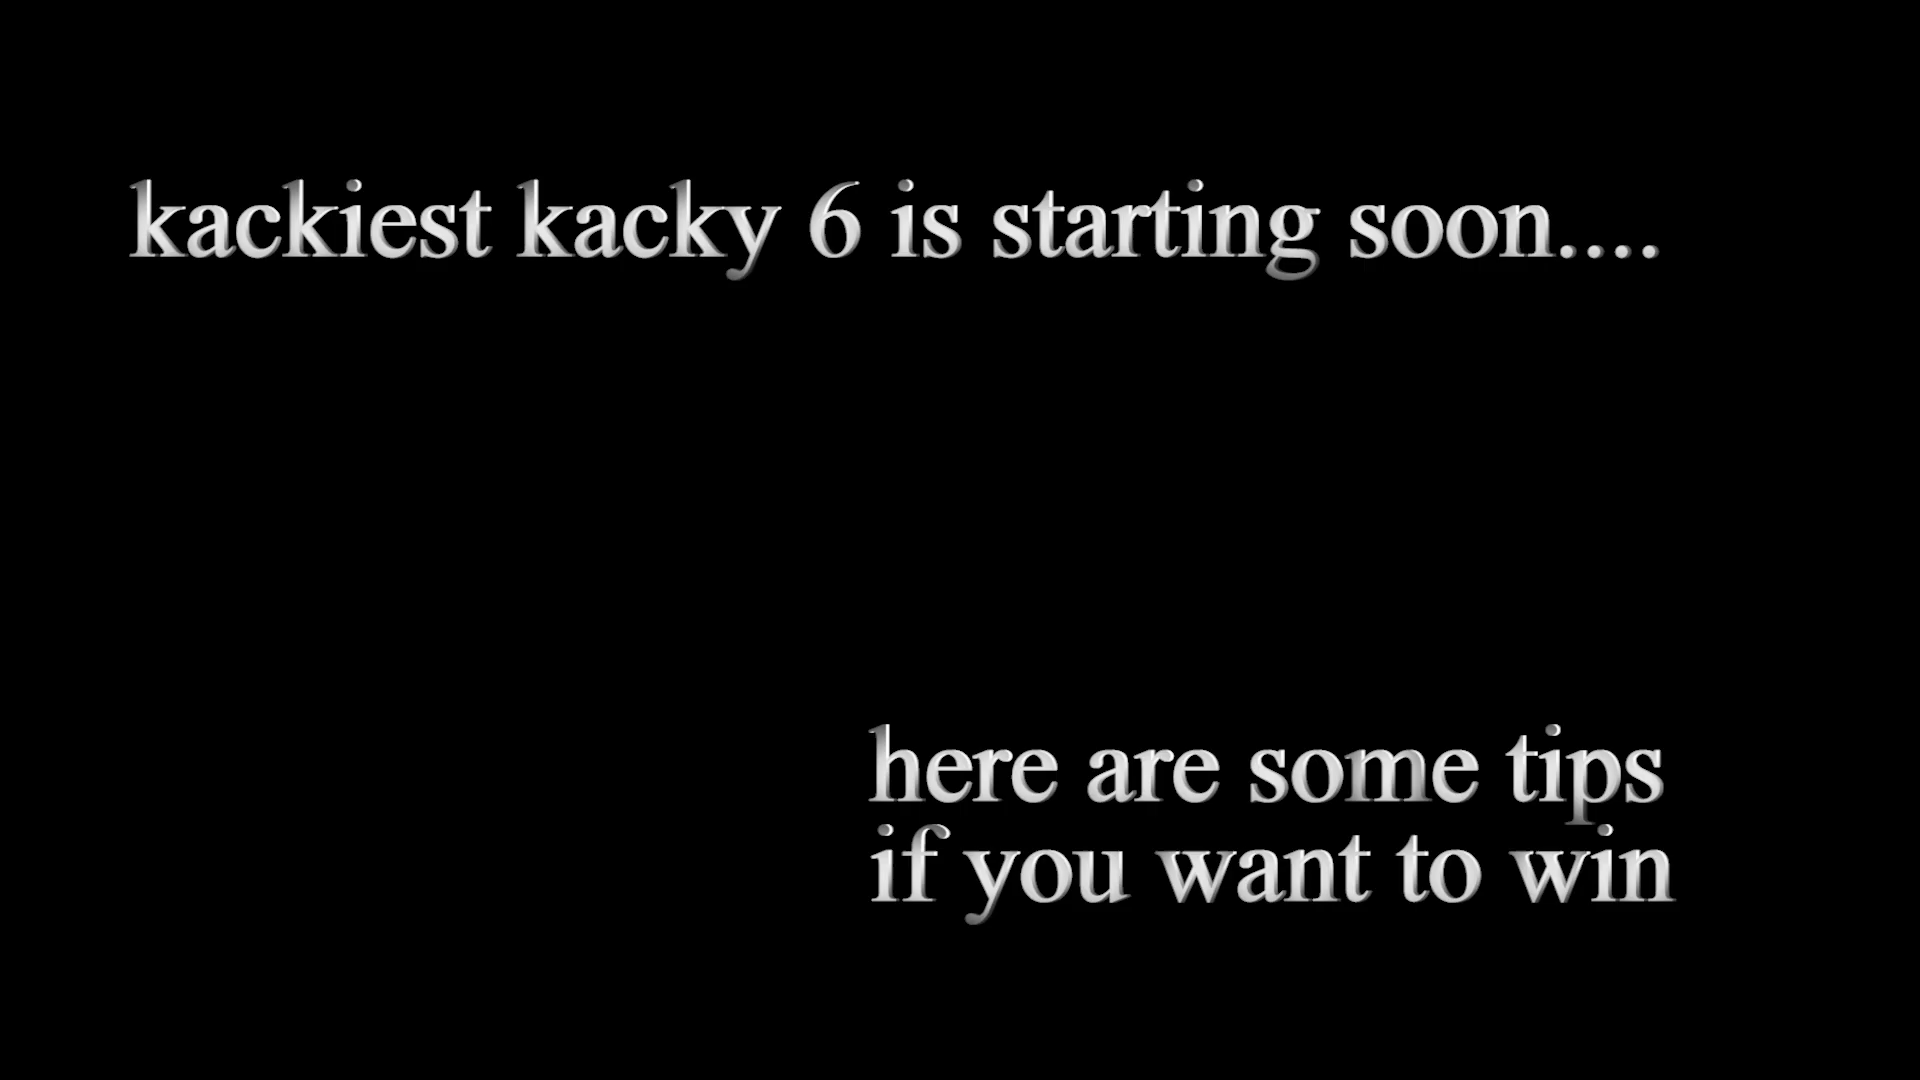 kackiest kacky 6 is starting soon....
here are some tips
if you want to win